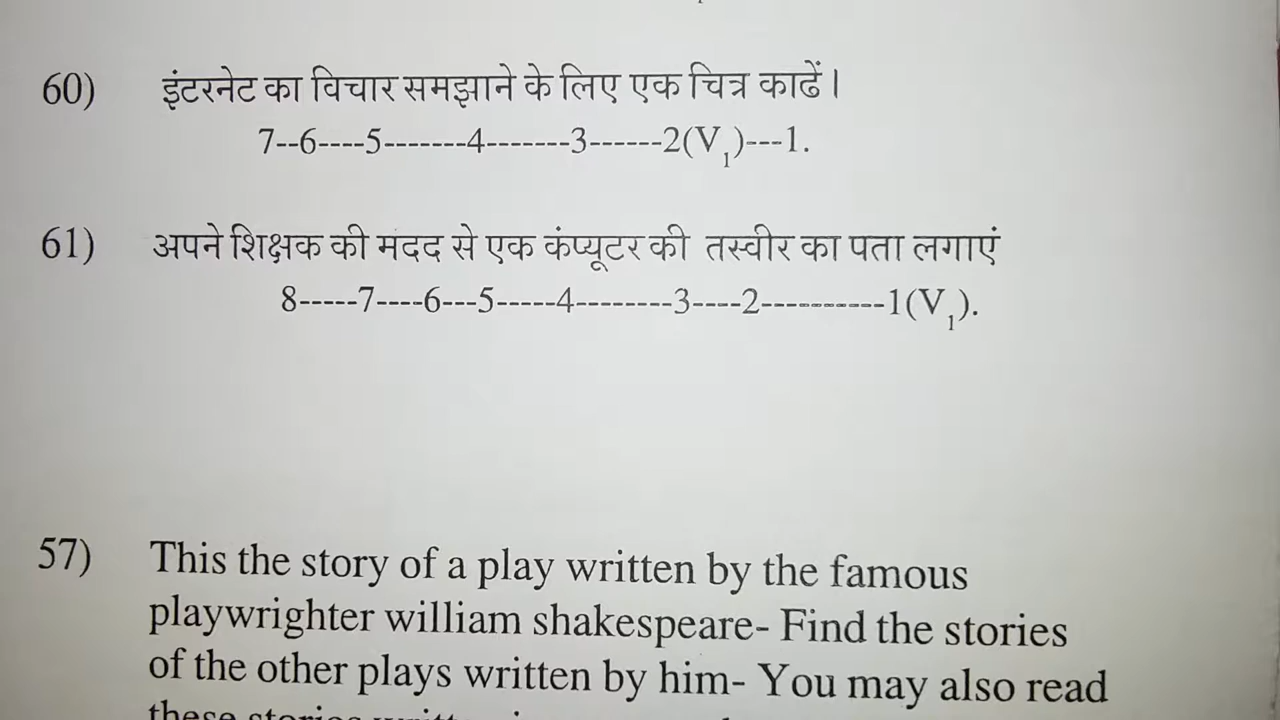 60) इंटरनेट का विचार समझाने के लिए एक चित्र काढें।
7--6----5-------4-------3------2(V₁)---1.
61) अपने शिक्षक की मदद से एक कंप्यूटर की तस्वीर का पता लगाएं
8-----7----6---5-----4--------3----2----------1(V₁).
57) This the story of a play written by the famous
playwrighter william shakespeare- Find the stories
of the other plays written by him- You may also read
these stories